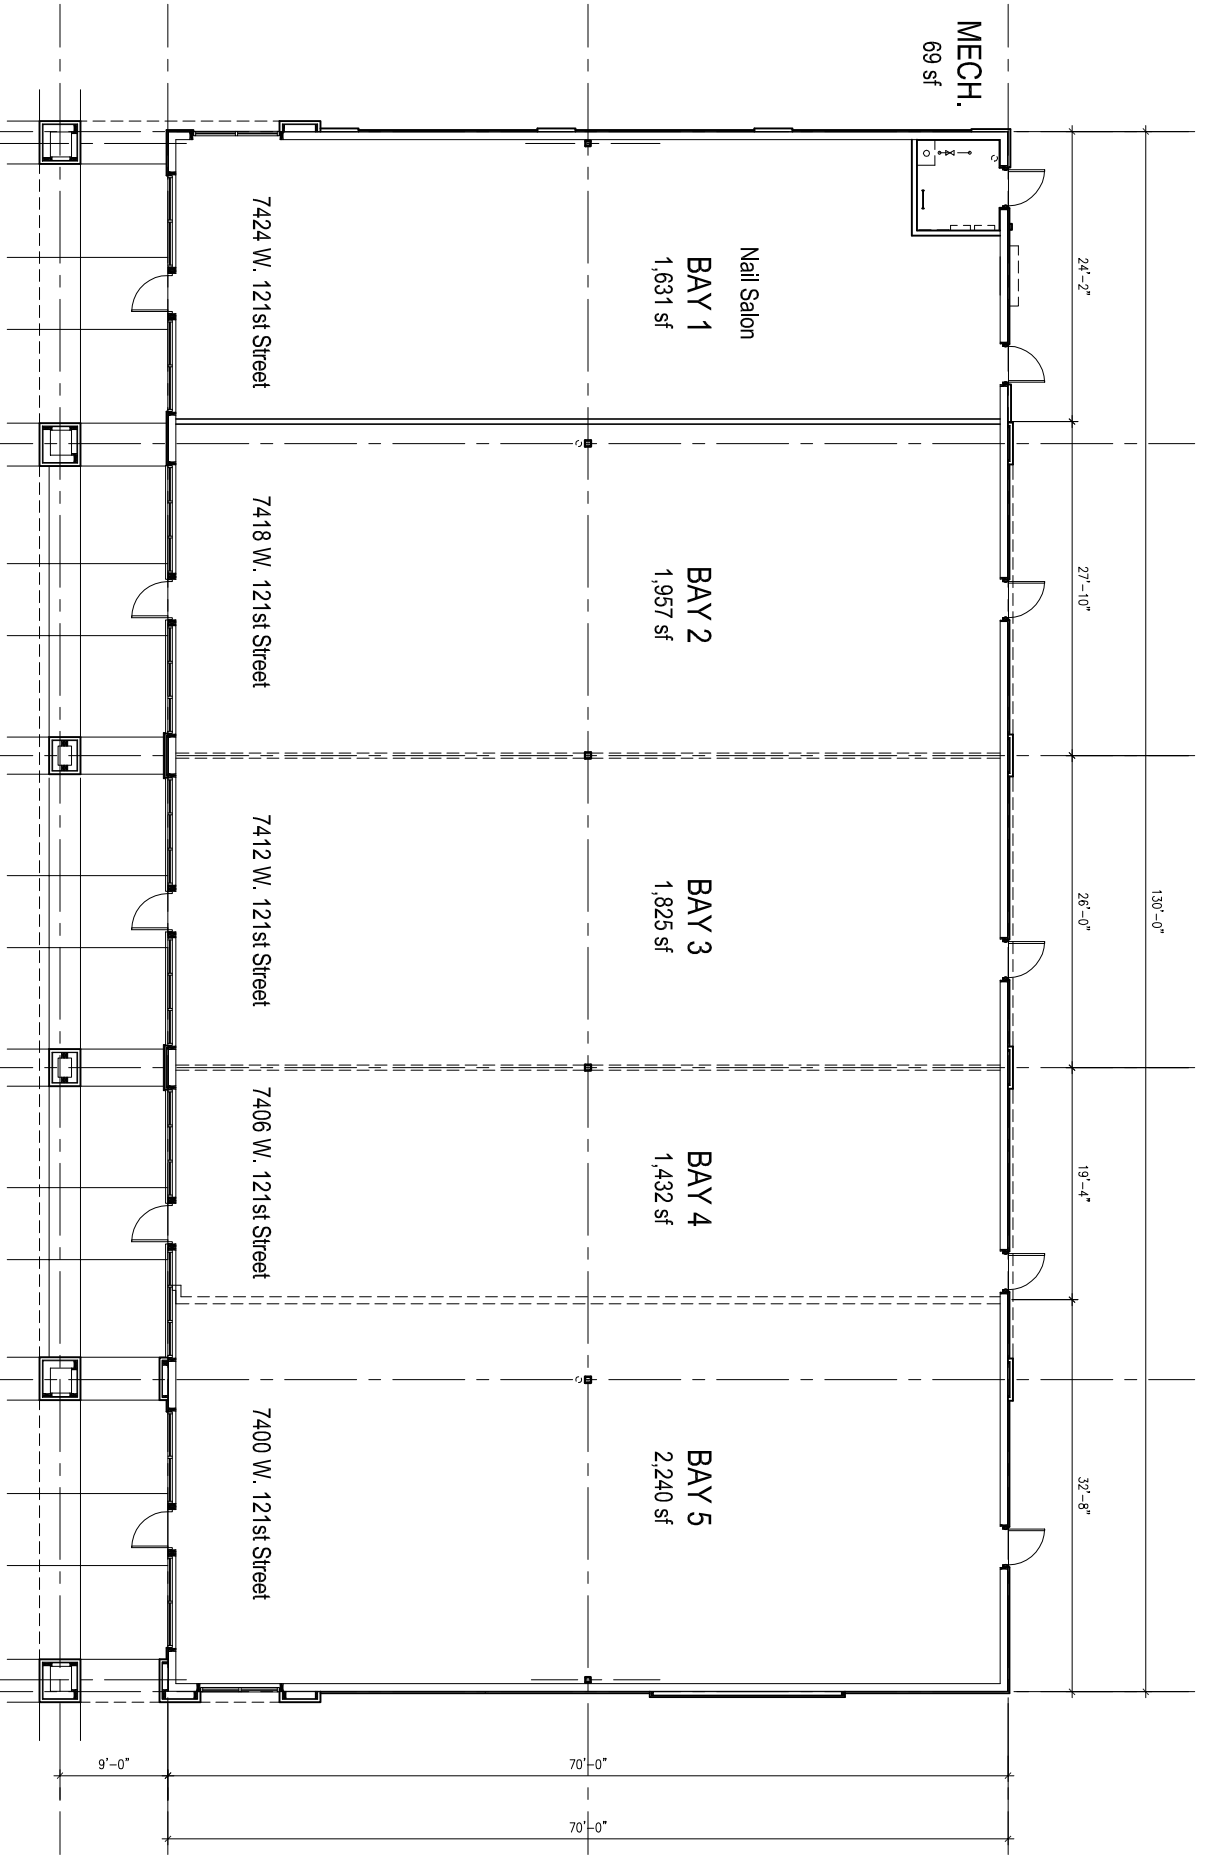 MECH.
69 sf
Nail Salon
BAY 1
1,631 sf
7424 W. 121st Street
BAY 2
1,957 sf
7418 W. 121st Street
BAY 3
1,825 sf
7412 W. 121st Street
BAY 4
1,432 sf
7406 W. 121st Street
BAY 5
2,240 sf
7400 W. 121st Street
24'-2"
27'-10"
26'-0"
19'-4"
32'-8"
130'-0"
9'-0"
70'-0"
70'-0"